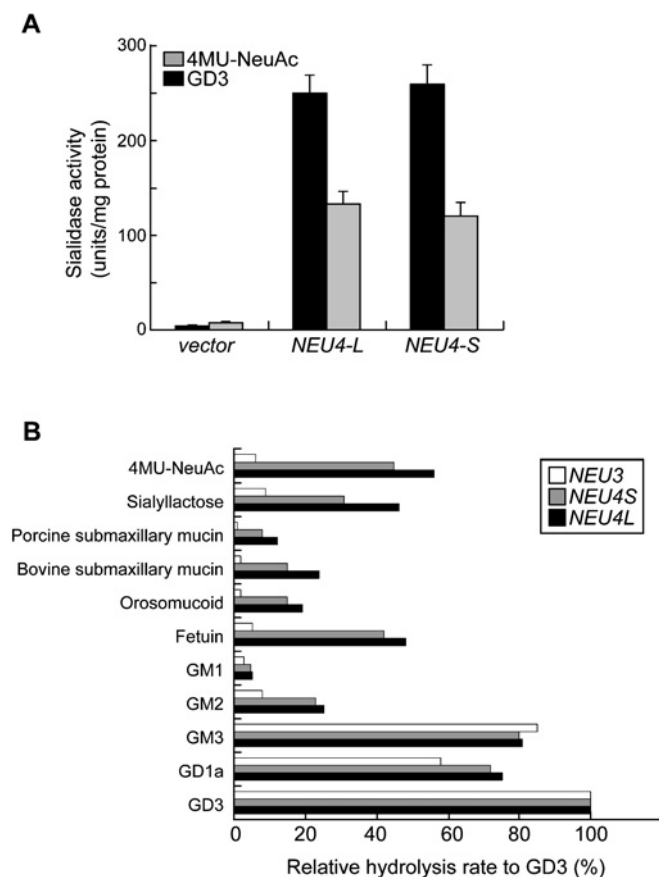 A
300
200
100
0
Sialidase activity
(units/mg protein)
4MU-NeuAc
GD3
vector
NEU4-L
NEU4-S
B
4MU-NeuAc
Sialyllactose
Porcine submaxillary mucin
Bovine submaxillary mucin
Orosomucoid
Fetuin
GM1
GM2
GM3
GD1a
GD3
NEU3
NEU4S
NEU4L
0 20 40 60 80 100
Relative hydrolysis rate to GD3 (%)